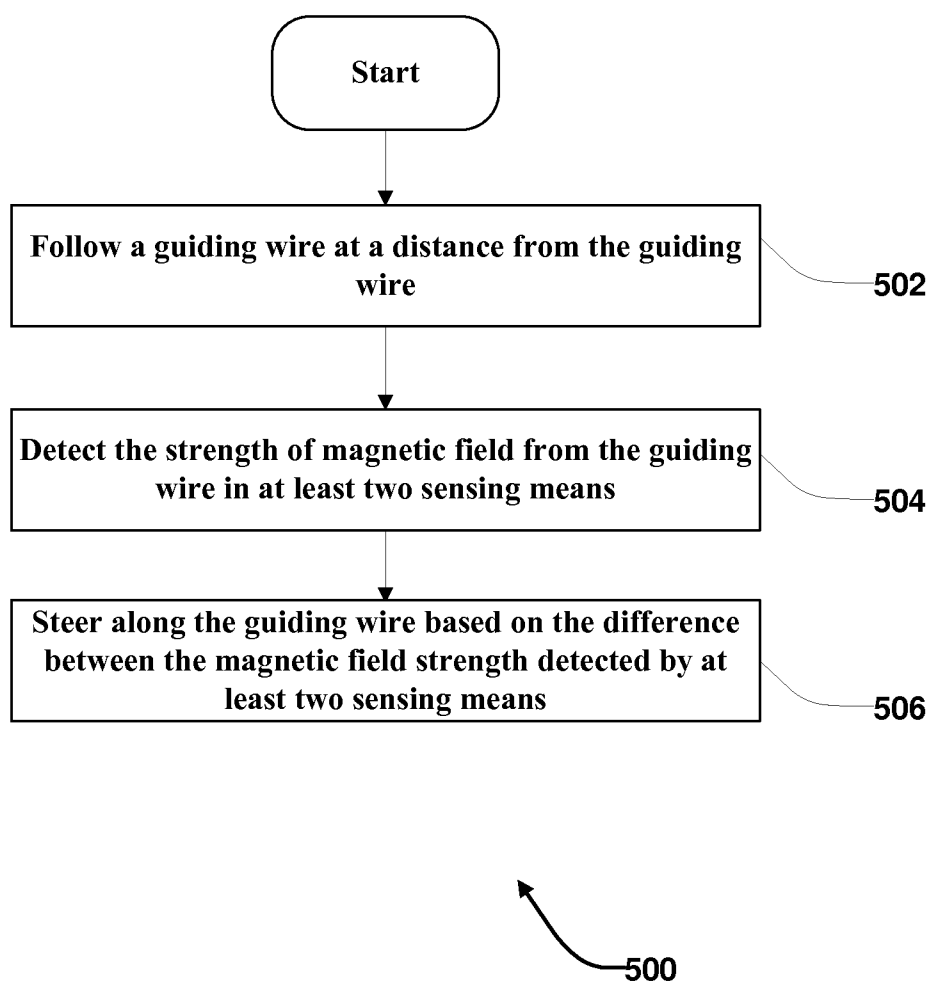 Start
Follow a guiding wire at a distance from the guiding
wire
502
Detect the strength of magnetic field from the guiding
wire in at least two sensing means
504
Steer along the guiding wire based on the difference
between the magnetic field strength detected by at
least two sensing means
506
500